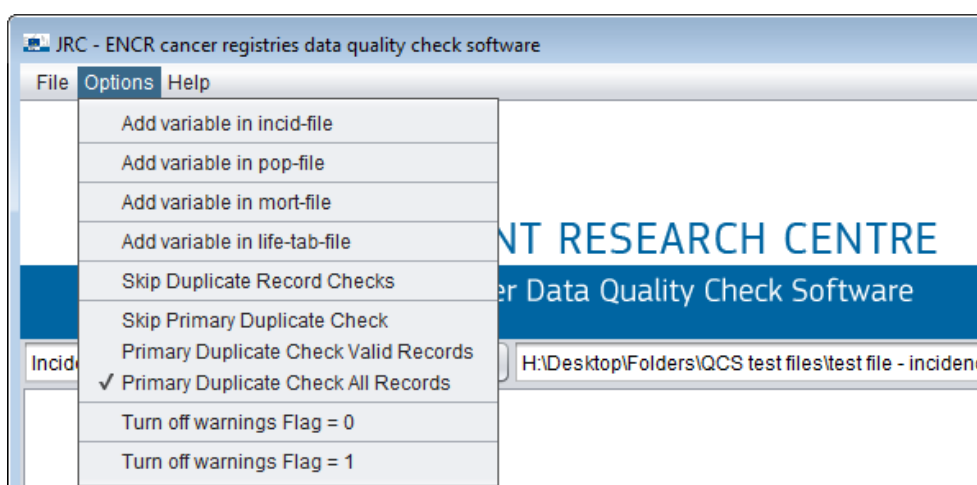 JRC - ENCR cancer registries data quality check software
File Options Help
Add variable in incid-file
Add variable in pop-file
Add variable in mort-file
Add variable in life-tab-file
NT RESEARCH CENTRE
Skip Duplicate Record Checks
er Data Quality Check Software
Skip Primary Duplicate Check
Primary Duplicate Check Valid Records
Incid H:\Desktop\Folders\QCS test files\test file - inciden
✓ Primary Duplicate Check All Records
Turn off warnings Flag = 0
Turn off warnings Flag = 1